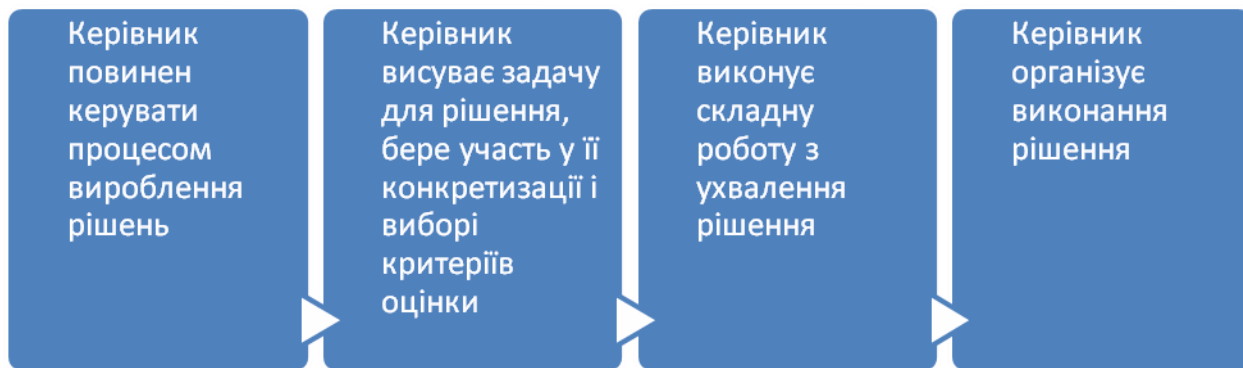 Керівник
повинен
керувати
процесом
вироблення
рішень
Керівник
висуває задачу
для рішення,
бере участь у її
конкретизації і
виборі
критеріїв
оцінки
Керівник
виконує
складну
роботу з
ухвалення
рішення
Керівник
організує
виконання
рішення